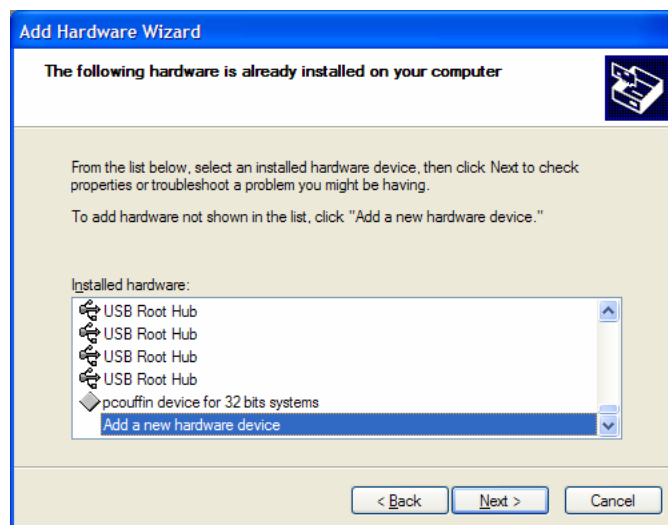 Add Hardware Wizard
The following hardware is already installed on your computer
From the list below, select an installed hardware device, then click Next to check
properties or troubleshoot a problem you might be having.
To add hardware not shown in the list, click "Add a new hardware device."
Installed hardware:
USB Root Hub
USB Root Hub
USB Root Hub
USB Root Hub
pcouffin device for 32 bits systems
Add a new hardware device
< Back
Next >
Cancel